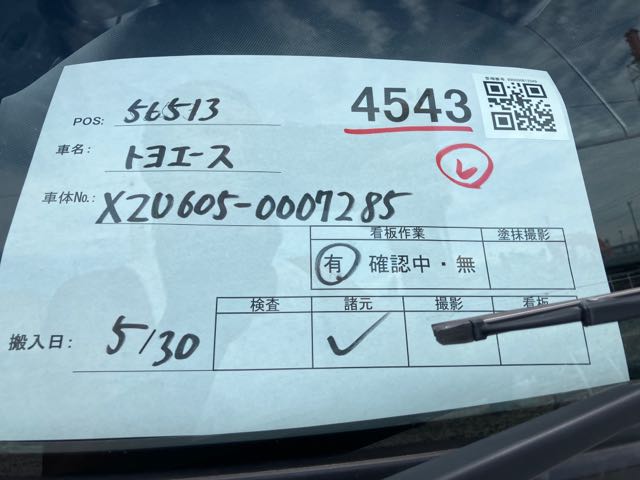 POS: 56513
4543
車名: トヨエース
レ
車体No.: XZU605-0007285
看板作業 塗抹撮影
有 確認中・無
検査 諸元 撮影 看板
搬入日: 5/30 ✓